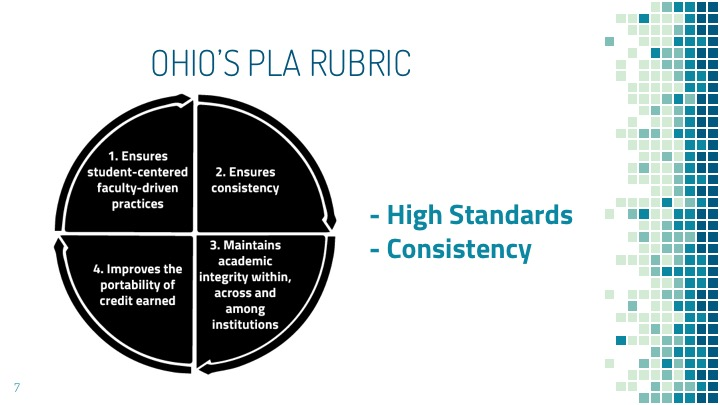 OHIO'S PLA RUBRIC
1. Ensures
student-centered
faculty-driven
practices
2. Ensures
consistency
3. Maintains
academic
integrity within,
across and
among
institutions
4. Improves the
portability of
credit earned
- High Standards
- Consistency
7